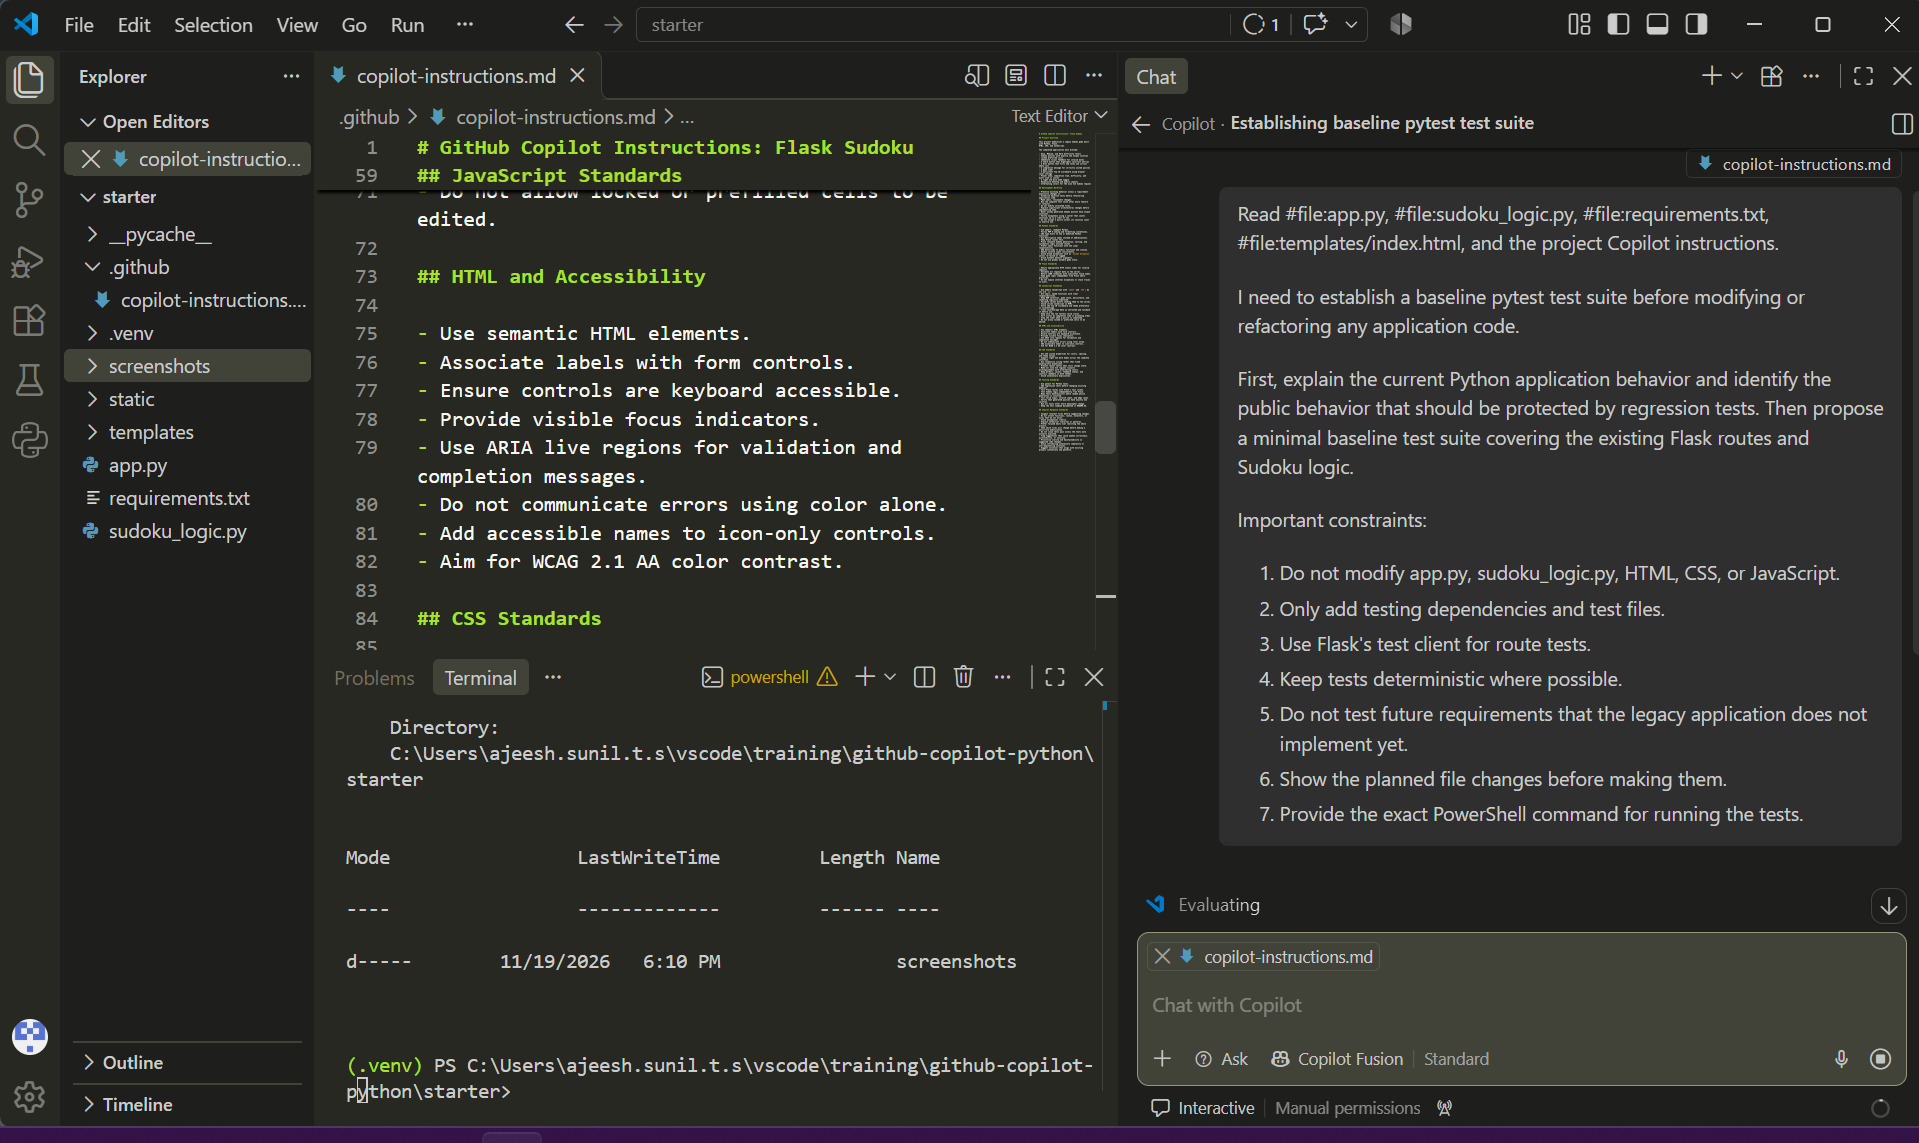 File Edit Selection View Go Run
starter
1
Explorer
Open Editors
copilot-instructio...
starter
__pycache__
.github
copilot-instructions....
.venv
screenshots
static
templates
app.py
requirements.txt
sudoku_logic.py
Outline
Timeline
copilot-instructions.md
.github > copilot-instructions.md > ...
Text Editor
1 # GitHub Copilot Instructions: Flask Sudoku
59 ## JavaScript Standards
71 - Do not allow locked or prefilled cells to be
edited.
72
73 ## HTML and Accessibility
74
75 - Use semantic HTML elements.
76 - Associate labels with form controls.
77 - Ensure controls are keyboard accessible.
78 - Provide visible focus indicators.
79 - Use ARIA live regions for validation and
completion messages.
80 - Do not communicate errors using color alone.
81 - Add accessible names to icon-only controls.
82 - Aim for WCAG 2.1 AA color contrast.
83
84 ## CSS Standards
85
Problems Terminal
powershell
Directory:
C:\Users\ajeesh.sunil.t.s\vscode\training\github-copilot-python\
starter
Mode LastWriteTime Length Name
---- ------------- ------ ----
d----- 11/19/2026 6:10 PM screenshots
(.venv) PS C:\Users\ajeesh.sunil.t.s\vscode\training\github-copilot-
python\starter>
Chat
Copilot · Establishing baseline pytest test suite
copilot-instructions.md
Read #file:app.py, #file:sudoku_logic.py, #file:requirements.txt,
#file:templates/index.html, and the project Copilot instructions.
I need to establish a baseline pytest test suite before modifying or
refactoring any application code.
First, explain the current Python application behavior and identify the
public behavior that should be protected by regression tests. Then propose
a minimal baseline test suite covering the existing Flask routes and
Sudoku logic.
Important constraints:
1. Do not modify app.py, sudoku_logic.py, HTML, CSS, or JavaScript.
2. Only add testing dependencies and test files.
3. Use Flask's test client for route tests.
4. Keep tests deterministic where possible.
5. Do not test future requirements that the legacy application does not
implement yet.
6. Show the planned file changes before making them.
7. Provide the exact PowerShell command for running the tests.
Evaluating
copilot-instructions.md
Chat with Copilot
Ask Copilot Fusion Standard
Interactive Manual permissions